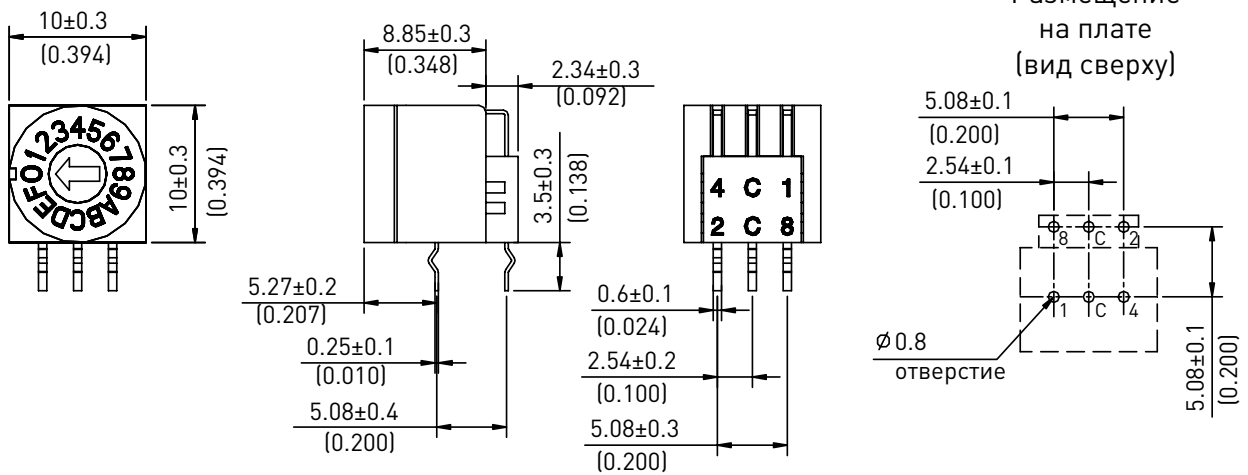 Размещение
на плате
(вид сверху)
10±0.3
(0.394)
10±0.3
(0.394)
0123456789ABCDEF
8.85±0.3
(0.348)
2.34±0.3
(0.092)
3.5±0.3
(0.138)
5.27±0.2
(0.207)
0.25±0.1
(0.010)
5.08±0.4
(0.200)
4 C 1
2 C 8
0.6±0.1
(0.024)
2.54±0.2
(0.100)
5.08±0.3
(0.200)
5.08±0.1
(0.200)
2.54±0.1
(0.100)
8 C 2
1 C 4
Ø0.8
отверстие
5.08±0.1
(0.200)